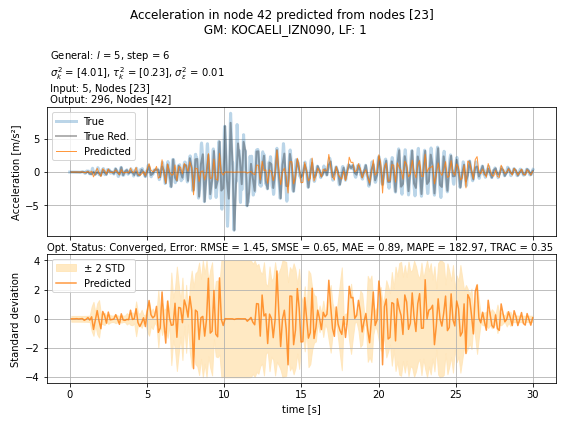 Acceleration in node 42 predicted from nodes [23]
GM: KOCAELI_IZN090, LF: 1
General: l = 5, step = 6
σ²ₖ = [4.01], τ²ₖ = [0.23], σ²ε = 0.01
Input: 5, Nodes [23]
Output: 296, Nodes [42]
True
True Red.
Predicted
Acceleration [m/s²]
5
0
−5
Opt. Status: Converged, Error: RMSE = 1.45, SMSE = 0.65, MAE = 0.89, MAPE = 182.97, TRAC = 0.35
± 2 STD
Predicted
Standard deviation
4
2
0
−2
−4
0 5 10 15 20 25 30
time [s]